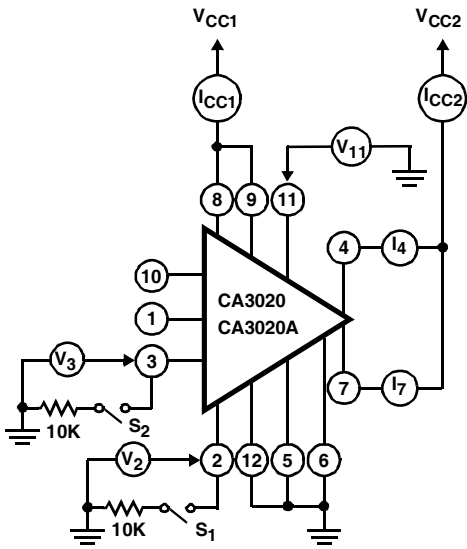 VCC1 VCC2
ICC1 ICC2
V11
8 9 11
4 I4
10
CA3020
CA3020A
1
V3 3
7 I7
10K S2
V2 2 12 5 6
10K S1